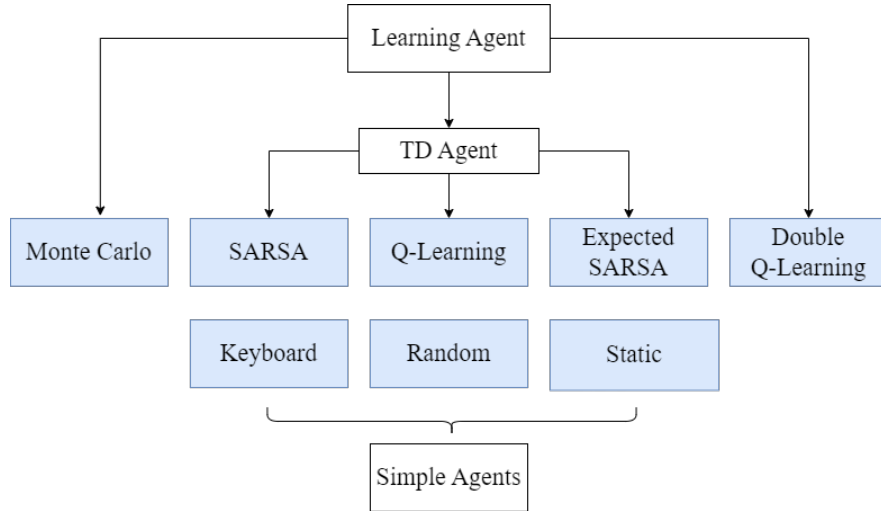 Learning Agent
TD Agent
Monte Carlo
SARSA
Q-Learning
Expected
SARSA
Double
Q-Learning
Keyboard
Random
Static
Simple Agents